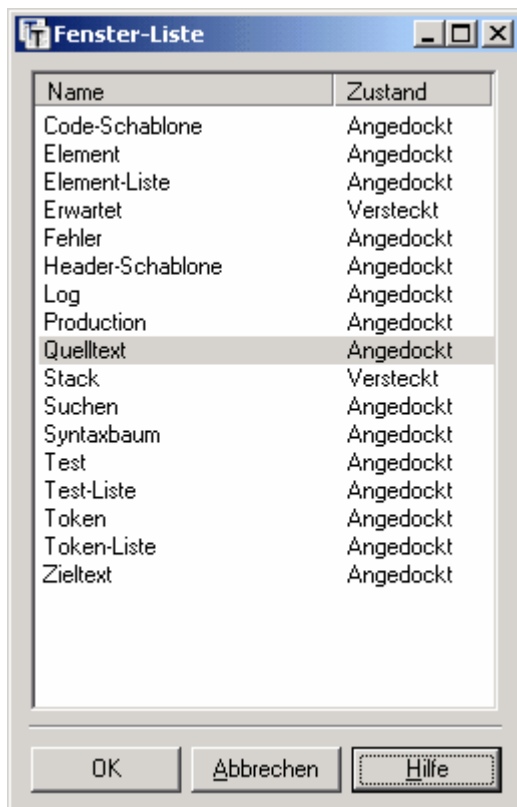 Fenster-Liste
Name Zustand
Code-Schablone Angedockt
Element Angedockt
Element-Liste Angedockt
Erwartet Versteckt
Fehler Angedockt
Header-Schablone Angedockt
Log Angedockt
Production Angedockt
Quelltext Angedockt
Stack Versteckt
Suchen Angedockt
Syntaxbaum Angedockt
Test Angedockt
Test-Liste Angedockt
Token Angedockt
Token-Liste Angedockt
Zieltext Angedockt
OK Abbrechen Hilfe